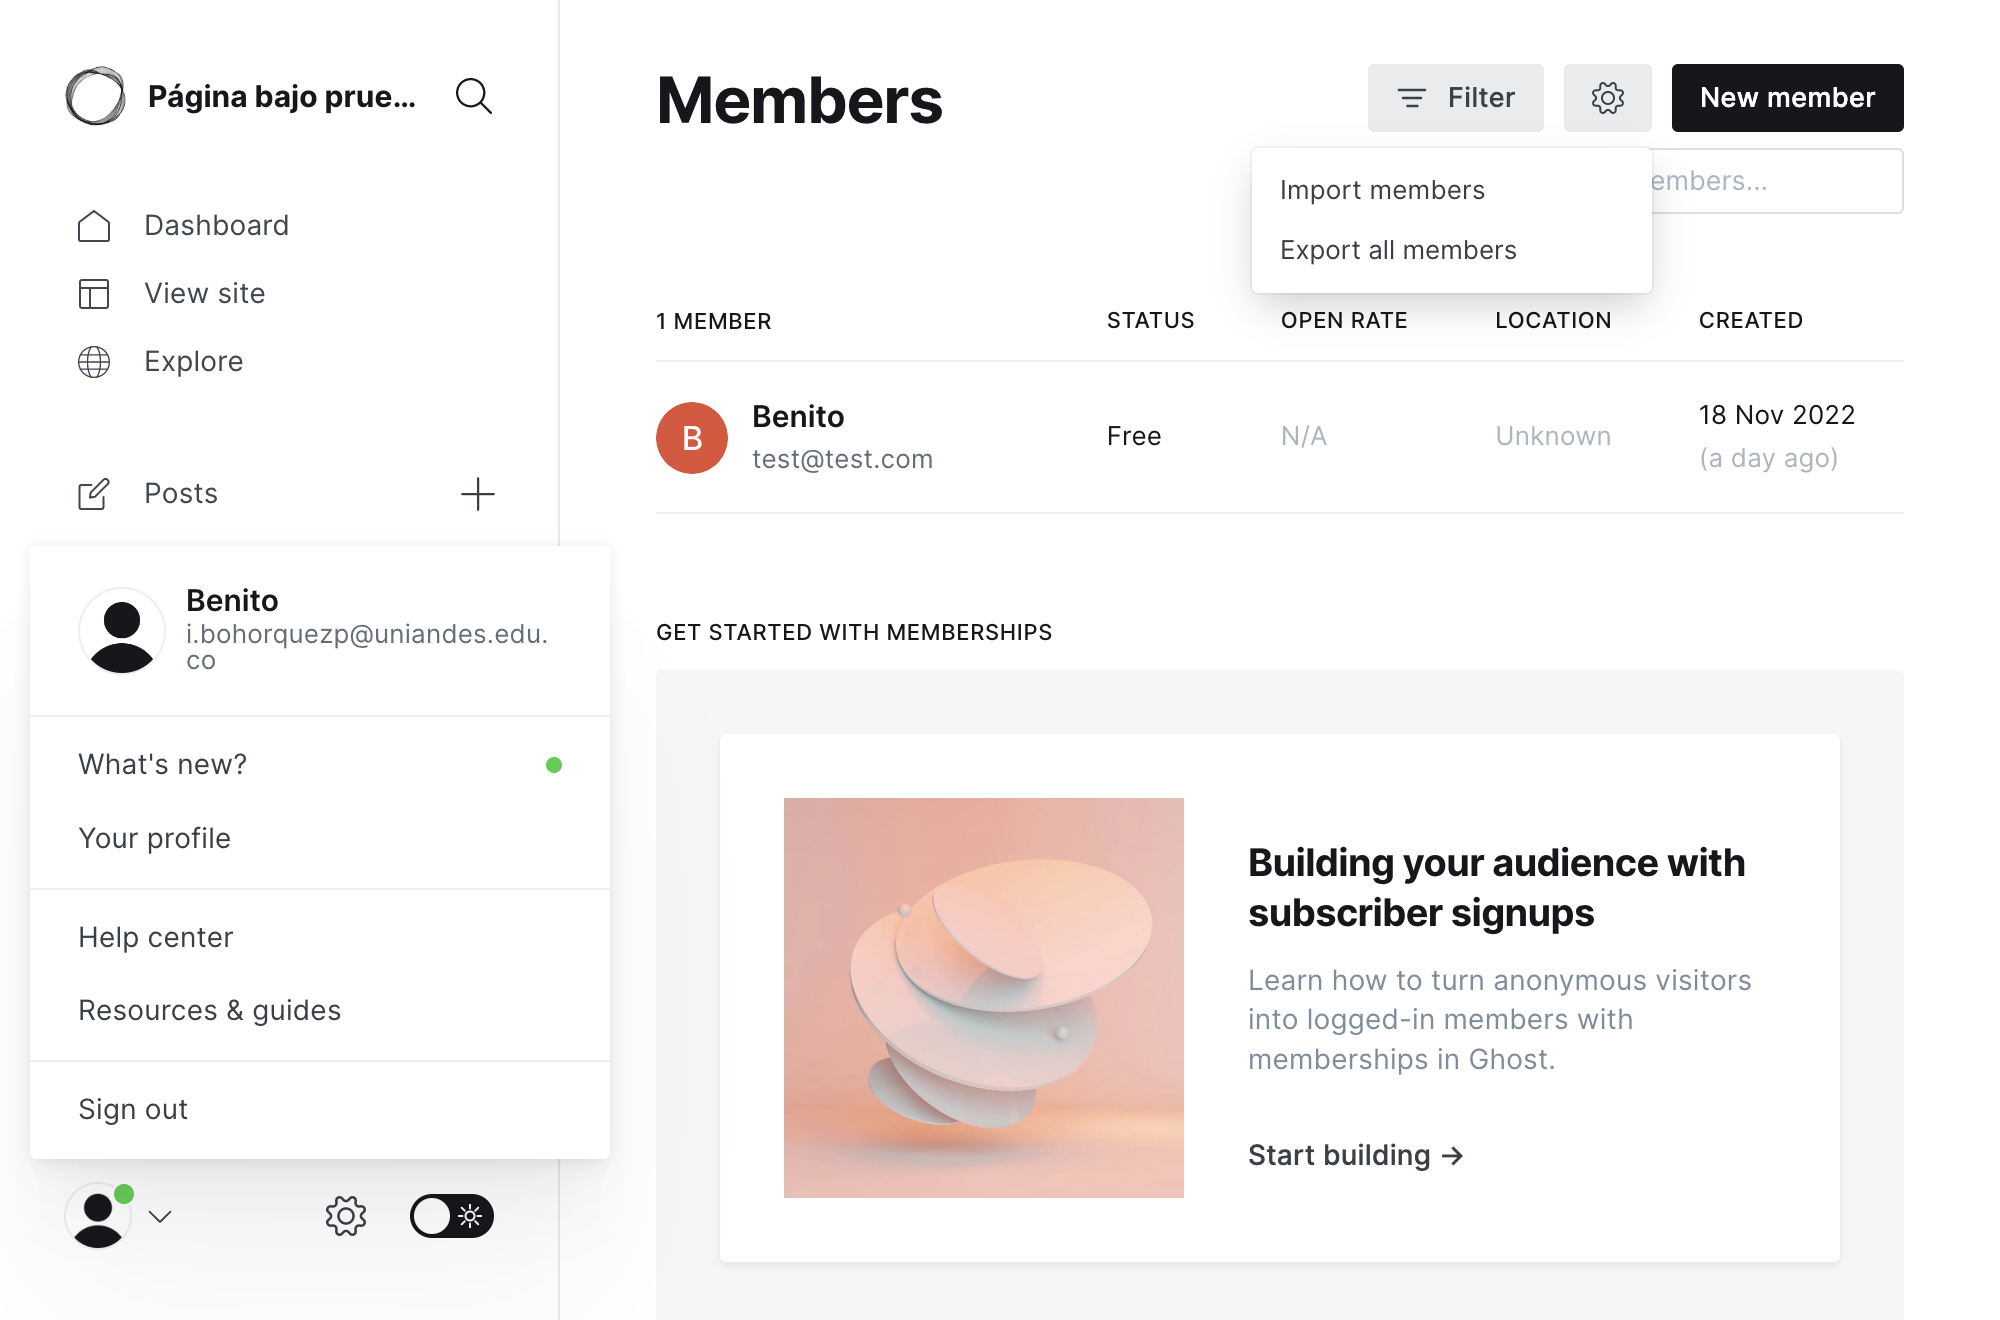 Página bajo prue...
Dashboard
View site
Explore
Posts
Benito
i.bohorquezp@uniandes.edu.
co
What's new?
Your profile
Help center
Resources & guides
Sign out
Members
Filter
New member
Import members
Export all members
embers...
1 MEMBER
STATUS
OPEN RATE
LOCATION
CREATED
B
Benito
test@test.com
Free
N/A
Unknown
18 Nov 2022
(a day ago)
GET STARTED WITH MEMBERSHIPS
Building your audience with
subscriber signups
Learn how to turn anonymous visitors
into logged-in members with
memberships in Ghost.
Start building →